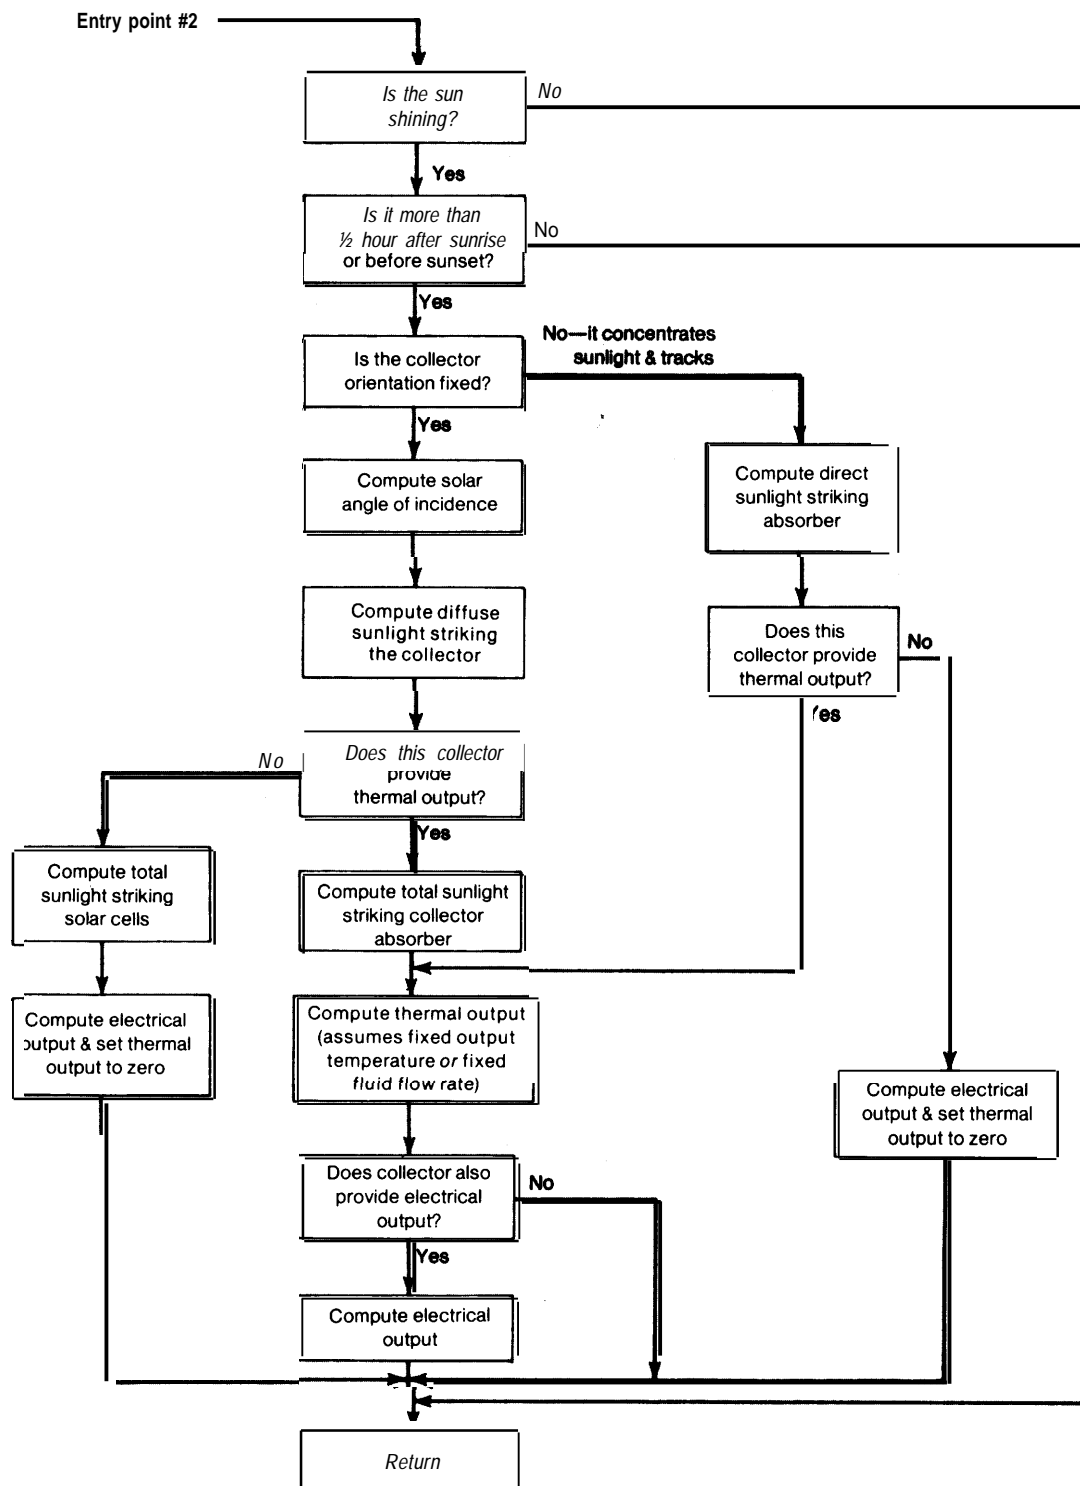 Entry point #2
Is the sun
shining?
No
Yes
Is it more than
½ hour after sunrise
or before sunset?
No
Yes
Is the collector
orientation fixed?
No—it concentrates
sunlight & tracks
Yes
Compute solar
angle of incidence
Compute direct
sunlight striking
absorber
Compute diffuse
sunlight striking
the collector
Does this
collector provide
thermal output?
No
Yes
Does this collector
provide
thermal output?
No
Yes
Compute total
sunlight striking
solar cells
Compute total sunlight
striking collector
absorber
Compute electrical
output & set thermal
output to zero
Compute thermal output
(assumes fixed output
temperature or fixed
fluid flow rate)
Compute electrical
output & set thermal
output to zero
Does collector also
provide electrical
output?
No
Yes
Compute electrical
output
Return